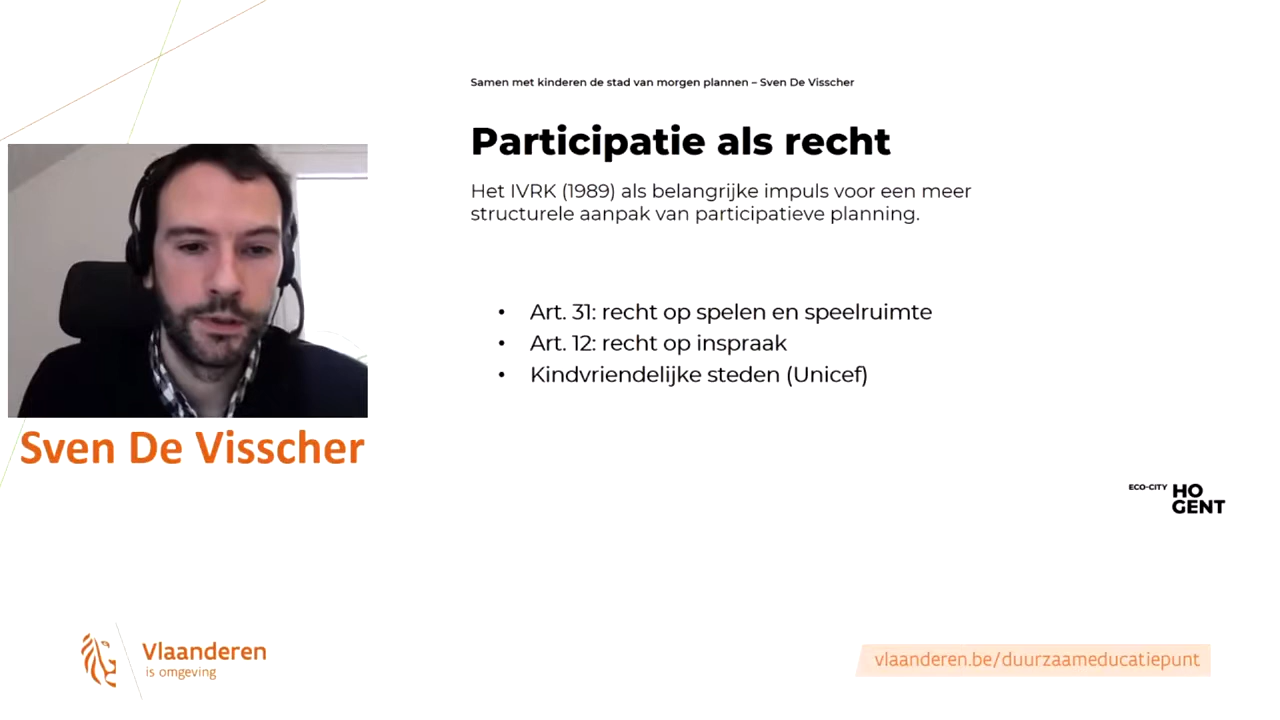 Samen met kinderen de stad van morgen plannen – Sven De Visscher
Participatie als recht
Het IVRK (1989) als belangrijke impuls voor een meer
structurele aanpak van participatieve planning.
• Art. 31: recht op spelen en speelruimte
• Art. 12: recht op inspraak
• Kindvriendelijke steden (Unicef)
Sven De Visscher
ECO-CITY HO
GENT
Vlaanderen
is omgeving
vlaanderen.be/duurzaameducatiepunt